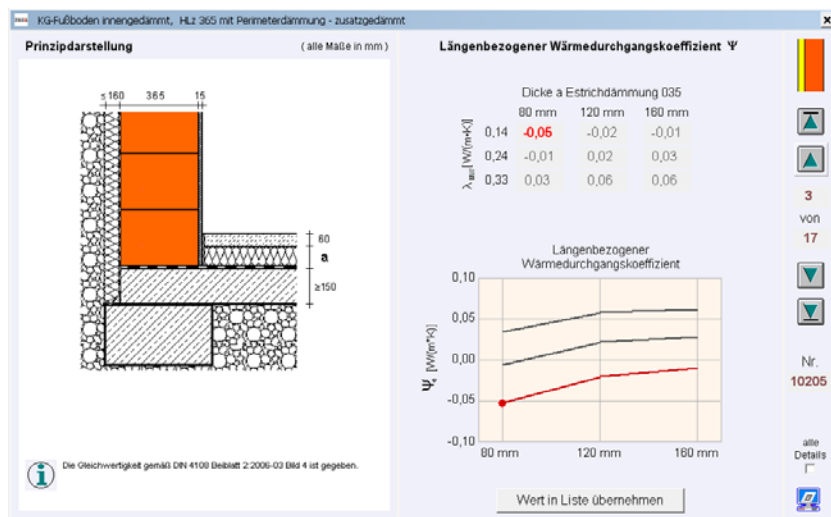 KG-Fußboden innengedämmt, HLz 365 mit Perimeterdämmung - zusatzgedämmt
x
Prinzipdarstellung
( alle Maße in mm )
≤ 160
365
15
60
a
≥150
Die Gleichwertigkeit gemäß DIN 4108 Beiblatt 2:2006-03 Bild 4 ist gegeben.
Längenbezogener Wärmedurchgangskoeffizient Ψ
Dicke a Estrichdämmung 035
80 mm 120 mm 160 mm
0,14 -0,05 -0,02 -0,01
0,24 -0,01 0,02 0,03
0,33 0,03 0,06 0,06
[W/(m*K)]
Längenbezogener
Wärmedurchgangskoeffizient
0,10
0,05
0,00
-0,05
-0,10
[W/(m*K)]
80 mm 120 mm 160 mm
Wert in Liste übernehmen
3
von
17
Nr.
10205
alle
Details